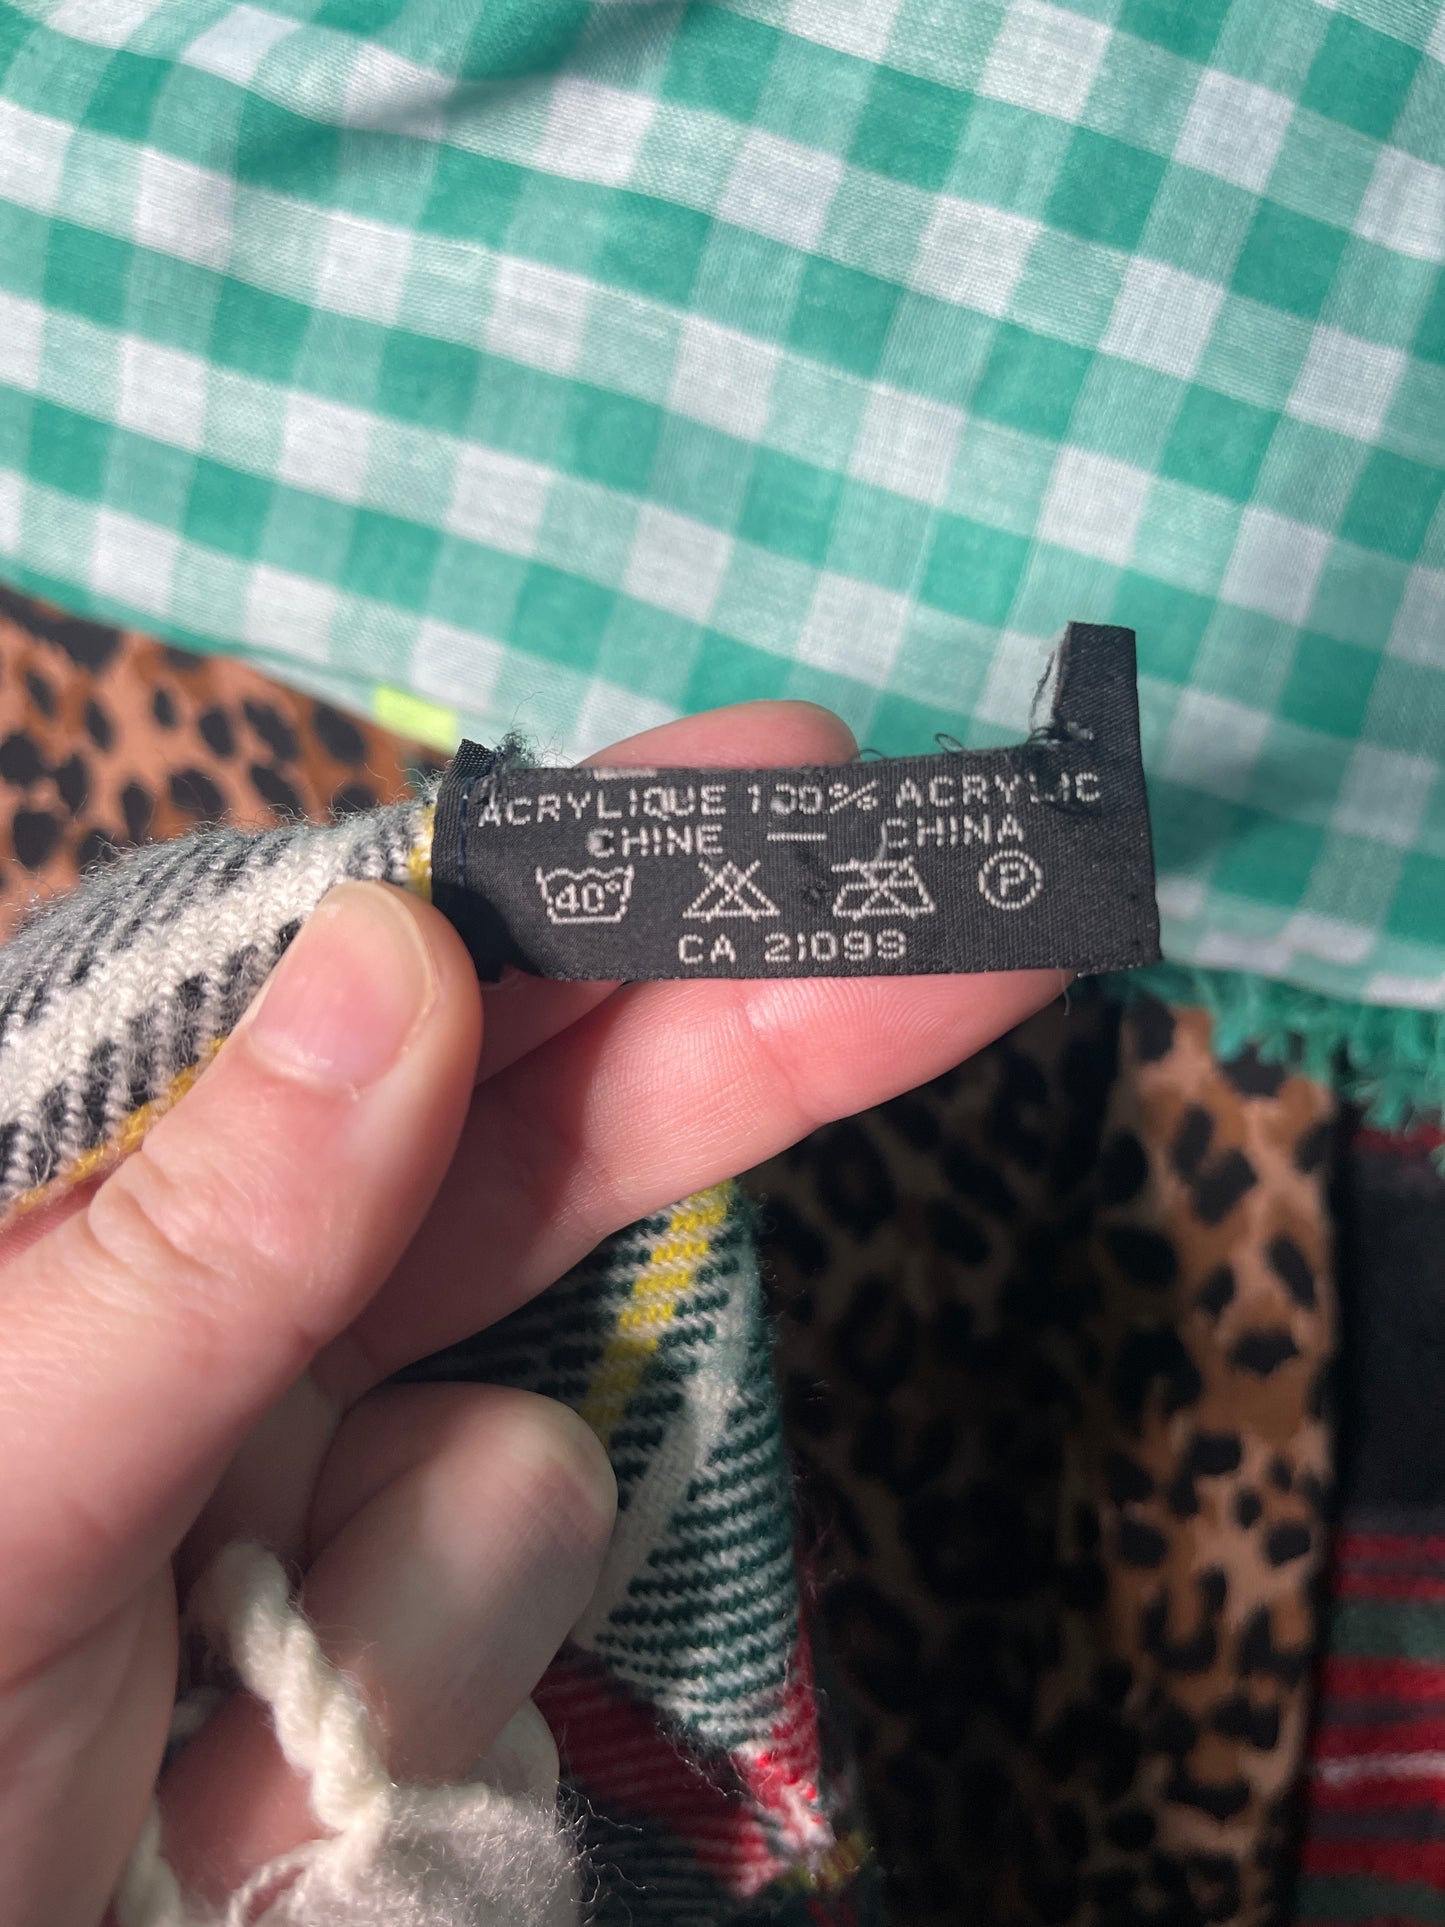 ACRYLIQUE 100% ACRYLIC
CHINE — CHINA
40° P
CA 21099